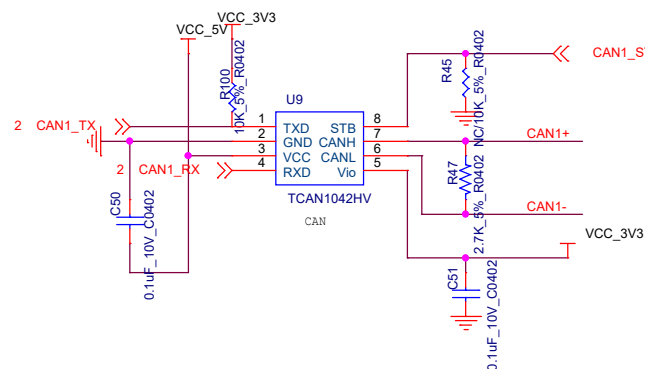 VCC_3V3
VCC_5V
R100
10K_5%_R0402
2 CAN1_TX
2 CAN1_RX
C50
0.1uF_10V_C0402
U9
1 TXD STB 8
2 GND CANH 7
3 VCC CANL 6
4 RXD Vio 5
TCAN1042HV
CAN
R45
NC/10K_5%_R0402
CAN1_S
CAN1+
R47
2.7K_5%_R0402
CAN1-
VCC_3V3
C51
0.1uF_10V_C0402